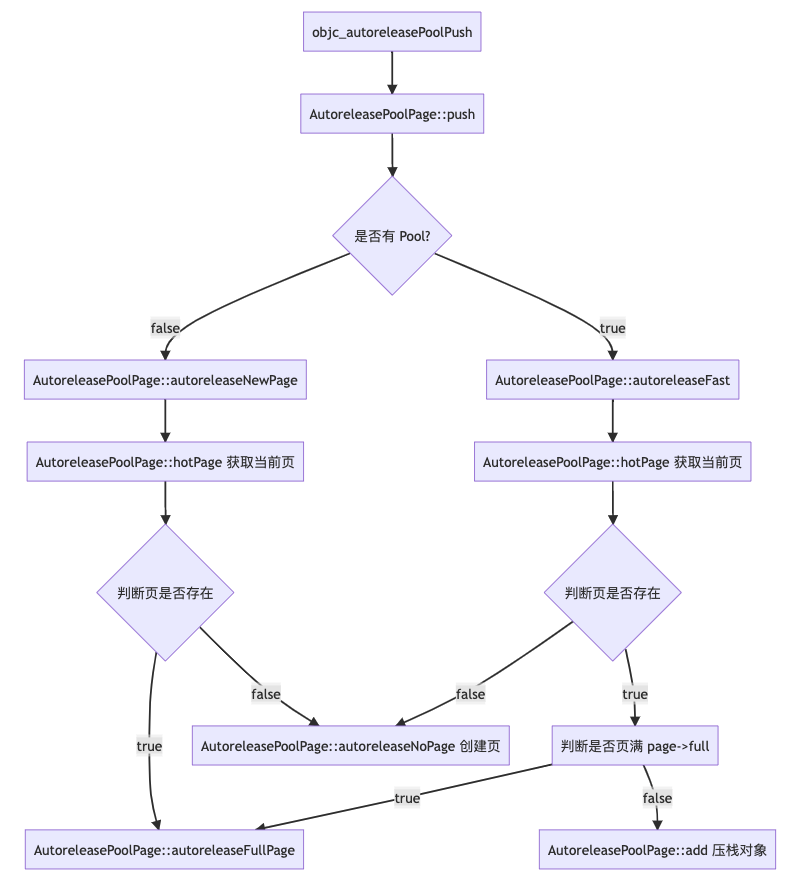 objc_autoreleasePoolPush
AutoreleasePoolPage::push
是否有 Pool?
false
true
AutoreleasePoolPage::autoreleaseNewPage
AutoreleasePoolPage::autoreleaseFast
AutoreleasePoolPage::hotPage 获取当前页
AutoreleasePoolPage::hotPage 获取当前页
判断页是否存在
判断页是否存在
false
false
true
true
AutoreleasePoolPage::autoreleaseNoPage 创建页
判断是否页满 page->full
true
false
AutoreleasePoolPage::autoreleaseFullPage
AutoreleasePoolPage::add 压栈对象